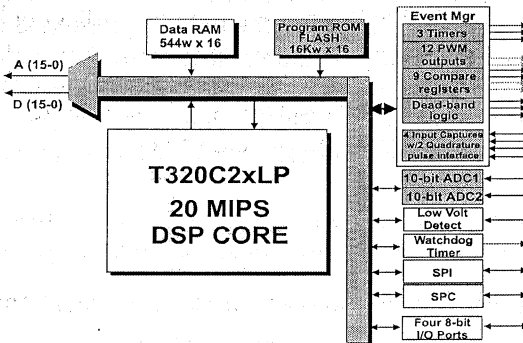 Data RAM
544w x 16
Program ROM
FLASH
16Kw x 16
Event Mgr
3 Timers
12 PWM
outputs
9 Compare
registers
Dead-band
logic
4 Input Captures
w/2 Quadrature
pulse interface
A (15-0)
D (15-0)
T320C2xLP
20 MIPS
DSP CORE
10-bit ADC1
10-bit ADC2
Low Volt
Detect
Watchdog
Timer
SPI
SPC
Four 8-bit
I/O Ports